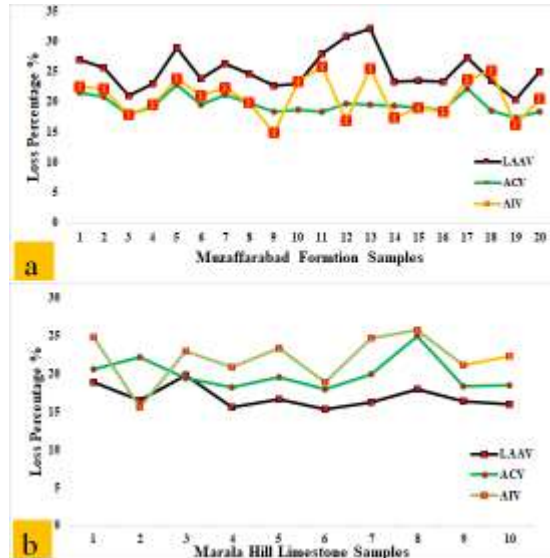 Loss Percentage %
35
30
25
20
15
10
5
0
LAAV
ACV
AIV
1 2 3 4 5 6 7 8 9 10 11 12 13 14 15 16 17 18 19 20
Muzaffarabad Formtion Samples
a
Loss Percentage %
30
25
20
15
10
5
0
LAAV
ACV
AIV
1 2 3 4 5 6 7 8 9 10
Marala Hill Limestone Samples
b